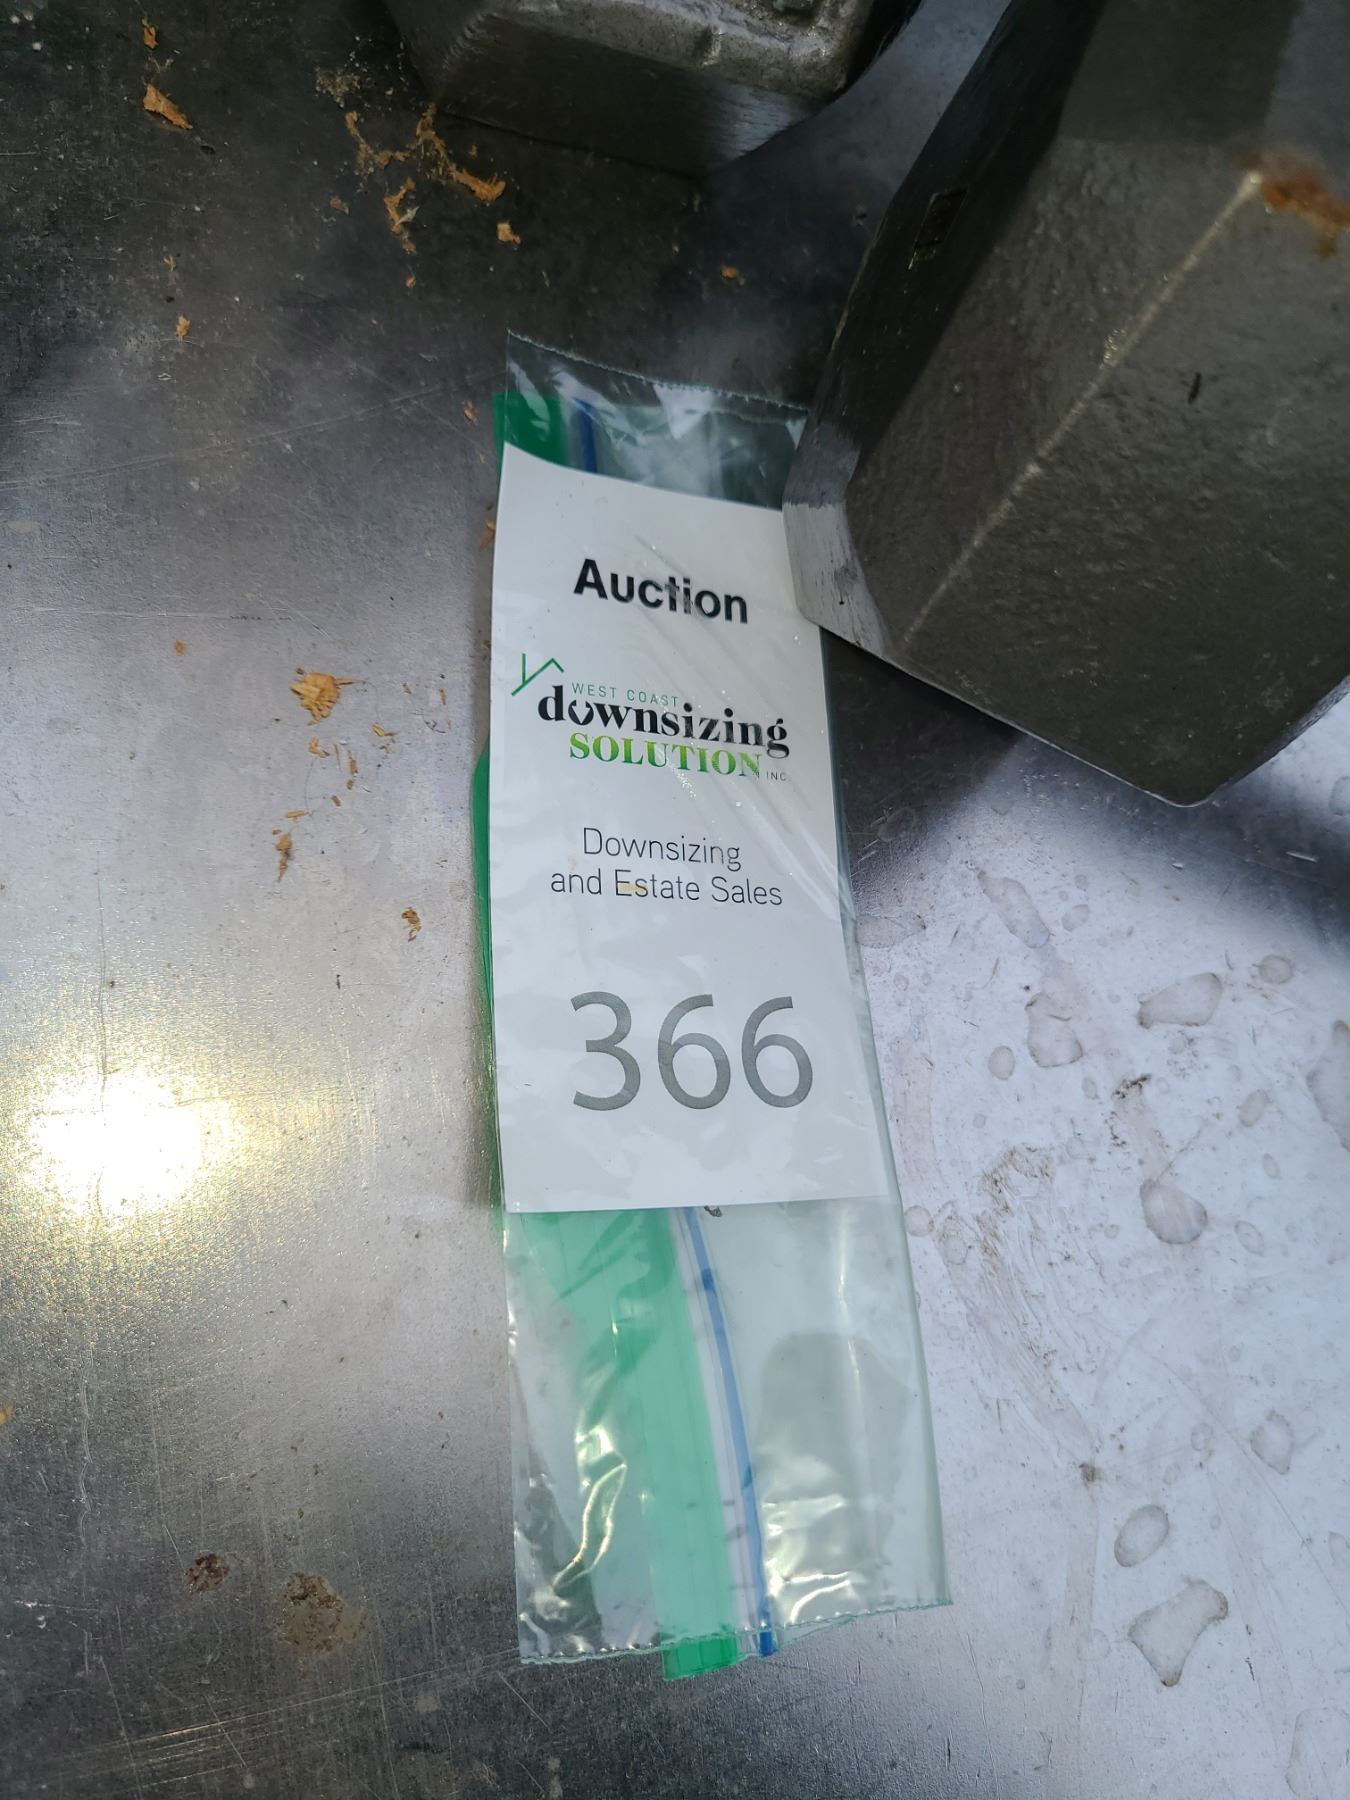 Auction
WEST COAST
downsizing
SOLUTION INC.
Downsizing
and Estate Sales
366